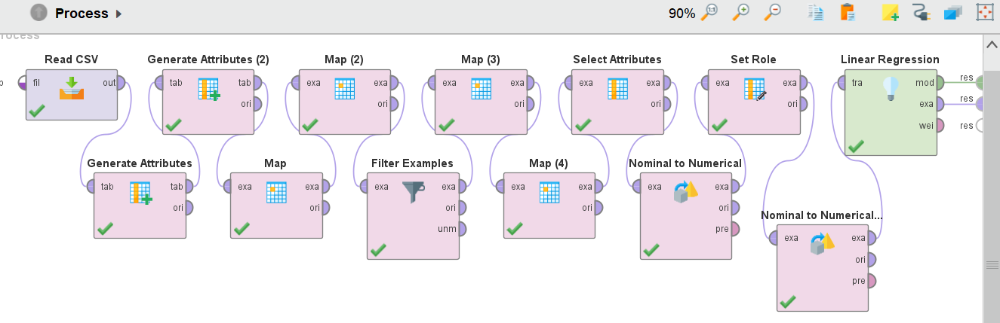 Process
90%
Process
Read CSV
fil
out
Generate Attributes (2)
tab
tab
ori
Map (2)
exa
exa
ori
Map (3)
exa
exa
ori
Select Attributes
exa
exa
ori
Set Role
exa
exa
ori
Linear Regression
tra
mod
exa
wei
res
res
res
Generate Attributes
tab
tab
ori
Map
exa
exa
ori
Filter Examples
exa
exa
ori
unm
Map (4)
exa
exa
ori
Nominal to Numerical
exa
exa
ori
pre
Nominal to Numerical...
exa
exa
ori
pre